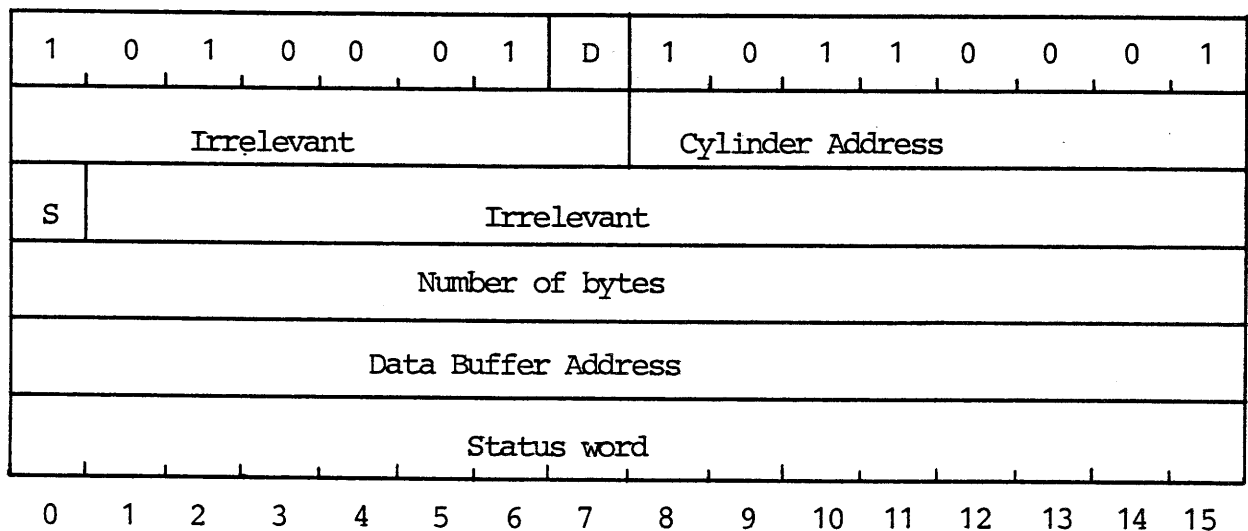 1 0 1 0 0 0 1 D 1 0 1 1 0 0 0 1
Irrelevant Cylinder Address
S Irrelevant
Number of bytes
Data Buffer Address
Status word
0 1 2 3 4 5 6 7 8 9 10 11 12 13 14 15